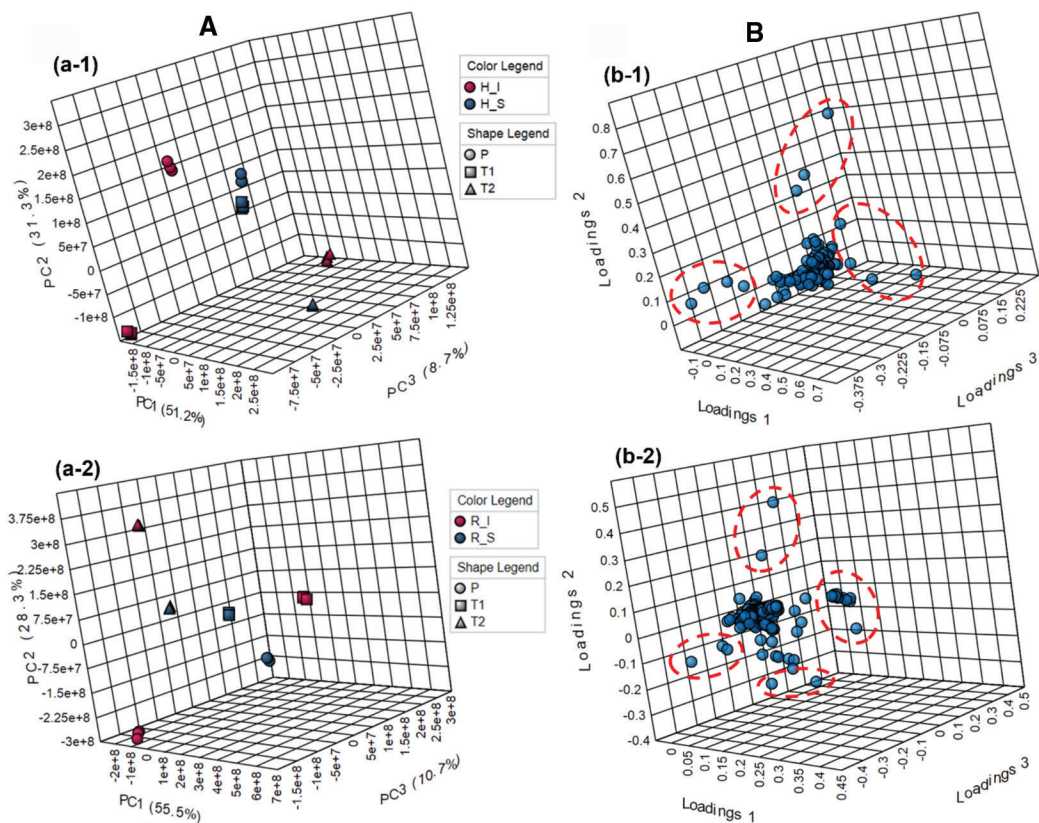 A
B
(a-1)
PC2 (31.3%)
3e+8
2.5e+8
2e+8
1.5e+8
1e+8
5e+7
0
-5e+7
-1e+8
-1.5e+8
-1e+8
-5e+7
0
5e+7
1e+8
1.5e+8
2e+8
2.5e+8
PC1 (51.2%)
-7.5e+7
-5e+7
-2.5e+7
0
2.5e+7
5e+7
7.5e+7
1e+8
1.25e+8
PC3 (8.7%)
Color Legend
H_I
H_S
Shape Legend
P
T1
T2
(b-1)
Loadings 2
0.8
0.7
0.6
0.5
0.4
0.3
0.2
0.1
0
-0.1
0
0.1
0.2
0.3
0.4
0.5
0.6
0.7
Loadings 1
-0.375
-0.3
-0.225
-0.15
-0.075
0
0.075
0.15
0.225
Loadings 3
(a-2)
PC2 (28.3%)
3.75e+8
3e+8
2.25e+8
1.5e+8
7.5e+7
0
-7.5e+7
-1.5e+8
-2.25e+8
-3e+8
-2e+8
-1e+8
0
1e+8
2e+8
3e+8
4e+8
5e+8
6e+8
7e+8
PC1 (55.5%)
-1.5e+8
-1e+8
-5e+7
0
5e+7
1e+8
1.5e+8
2e+8
2.5e+8
3e+8
PC3 (10.7%)
Color Legend
R_I
R_S
Shape Legend
P
T1
T2
(b-2)
Loadings 2
0.5
0.4
0.3
0.2
0.1
0
-0.1
-0.2
-0.3
-0.4
0
0.05
0.1
0.15
0.2
0.25
0.3
0.35
0.4
0.45
Loadings 1
-0.4
-0.3
-0.2
-0.1
0
0.1
0.2
0.3
0.4
0.5
Loadings 3